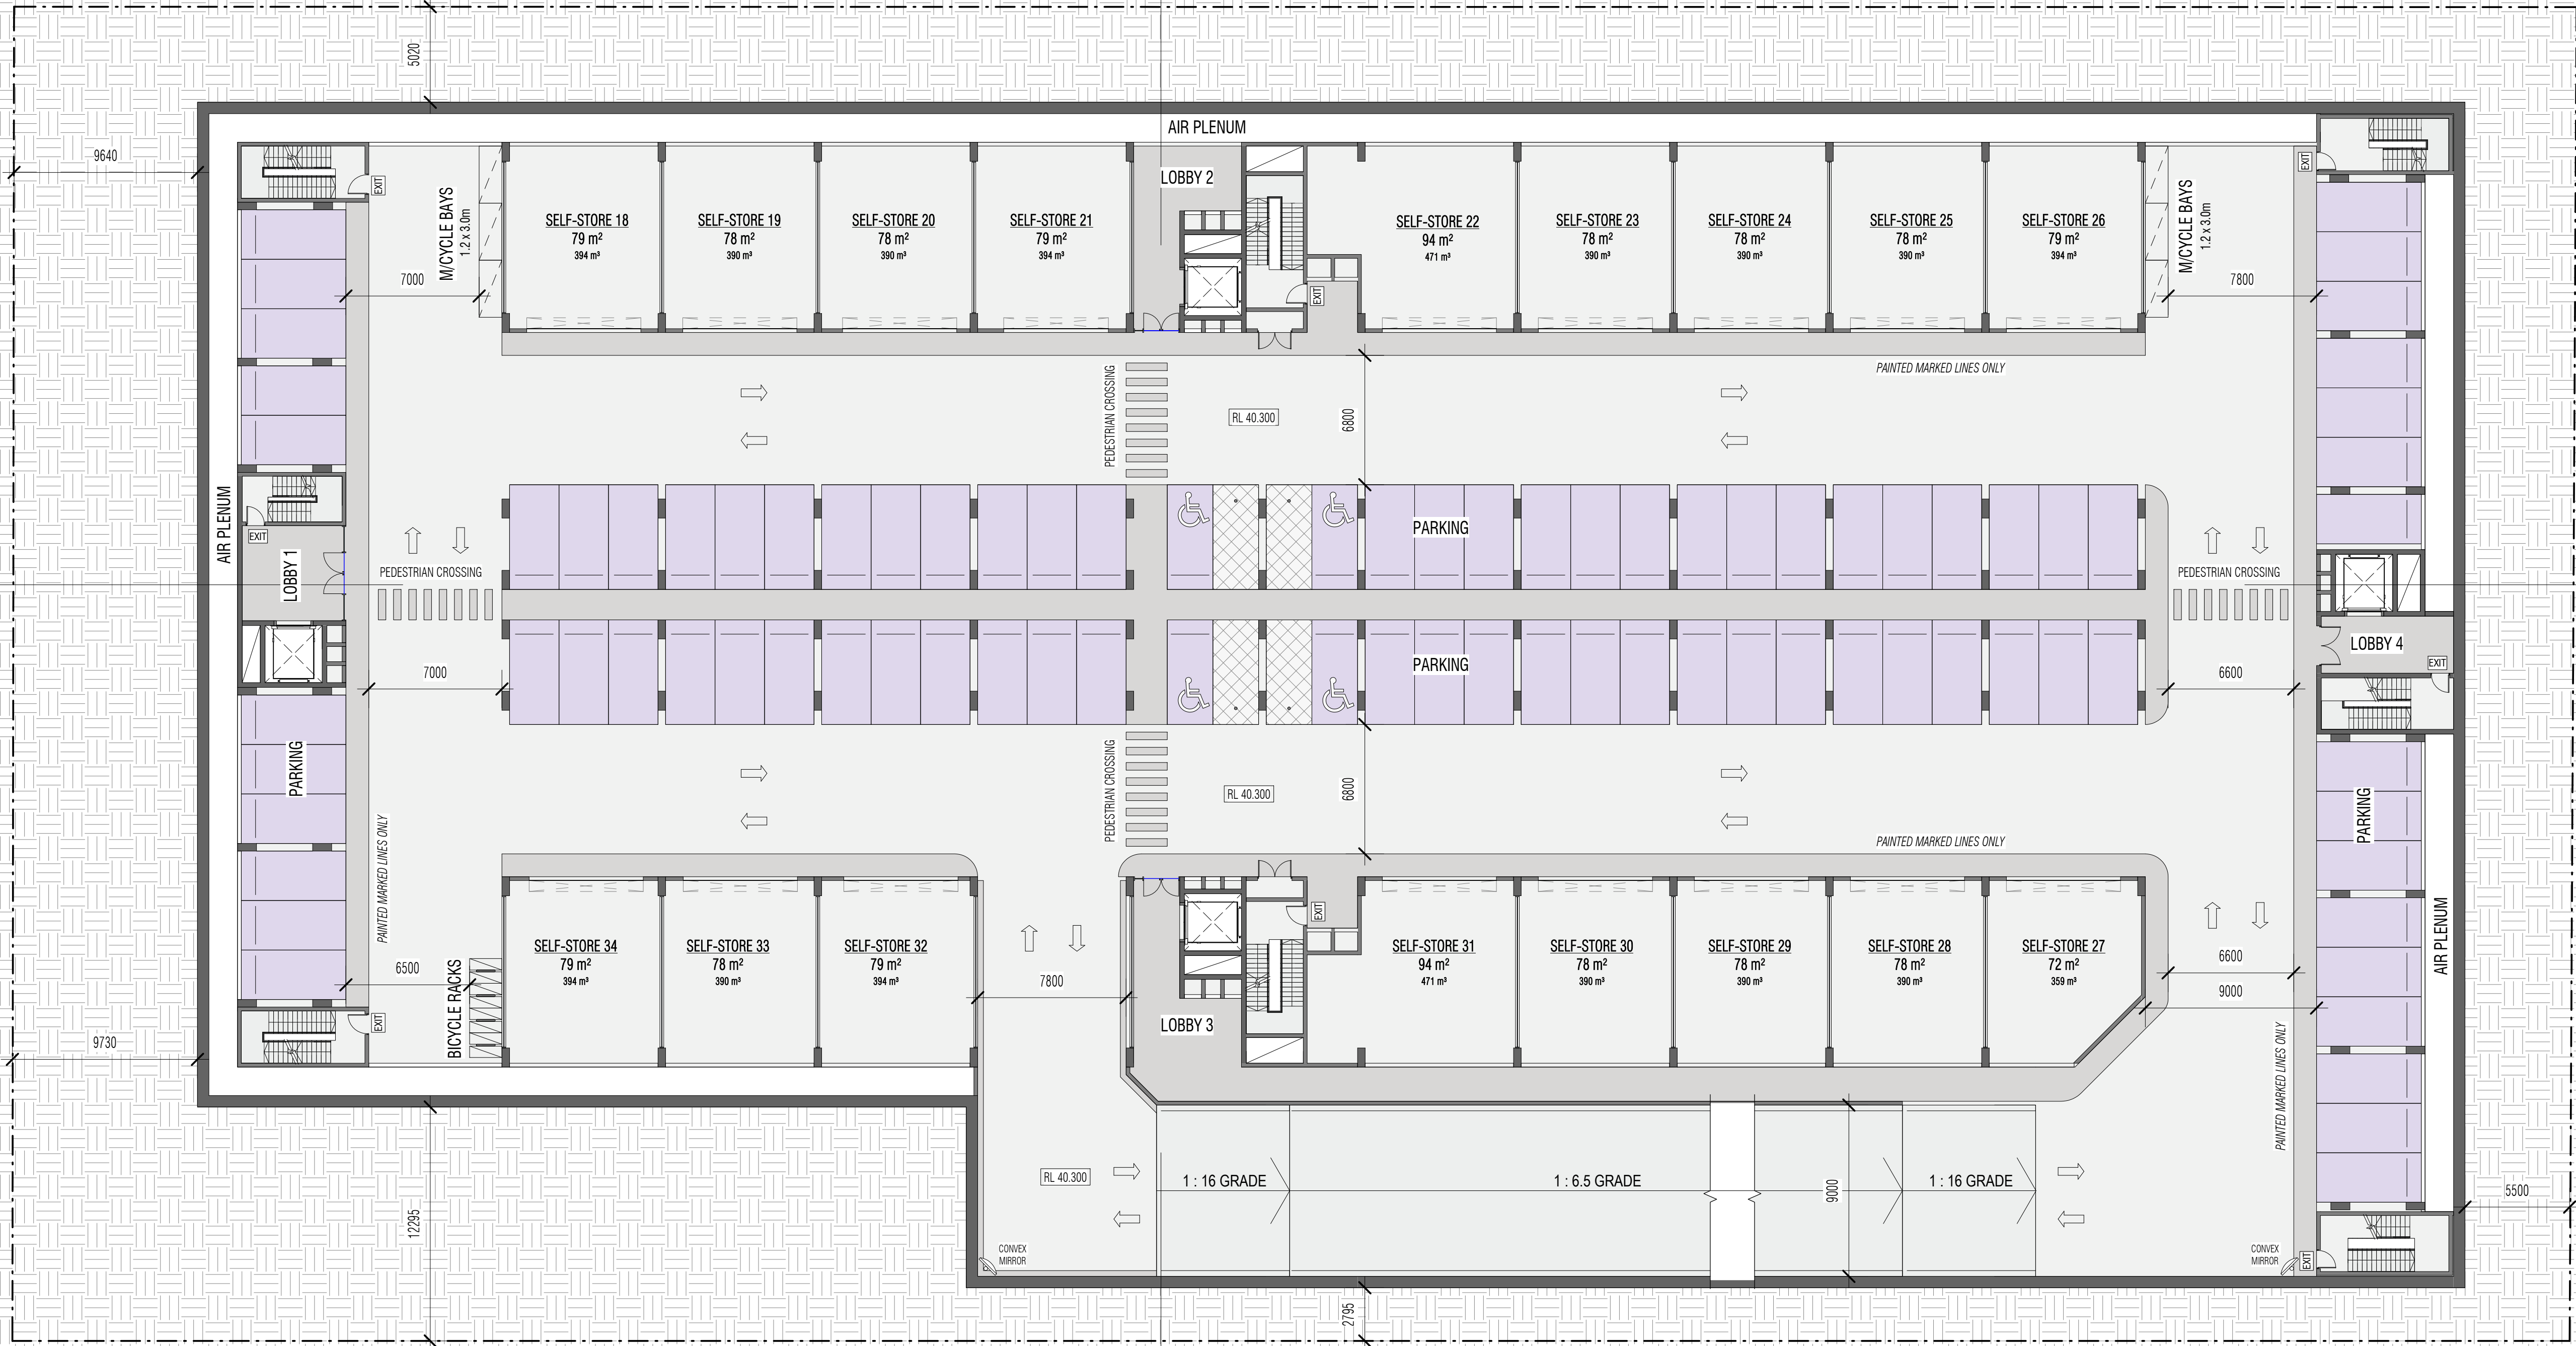 5020
AIR PLENUM
9640
EXIT
M/CYCLE BAYS
1.2 x 3.0m
7000
SELF-STORE 18
79 m²
394 m³
SELF-STORE 19
78 m²
390 m³
SELF-STORE 20
78 m²
390 m³
SELF-STORE 21
79 m²
394 m³
LOBBY 2
EXIT
SELF-STORE 22
94 m²
471 m³
SELF-STORE 23
78 m²
390 m³
SELF-STORE 24
78 m²
390 m³
SELF-STORE 25
78 m²
390 m³
SELF-STORE 26
79 m²
394 m³
M/CYCLE BAYS
1.2 x 3.0m
7800
EXIT
PAINTED MARKED LINES ONLY
PEDESTRIAN CROSSING
RL 40.300
6800
AIR PLENUM
EXIT
LOBBY 1
PEDESTRIAN CROSSING
PARKING
PEDESTRIAN CROSSING
PARKING
LOBBY 4
EXIT
7000
6600
PARKING
PAINTED MARKED LINES ONLY
PEDESTRIAN CROSSING
RL 40.300
6800
PAINTED MARKED LINES ONLY
PARKING
AIR PLENUM
6500
BICYCLE RACKS
EXIT
9730
SELF-STORE 34
79 m²
394 m³
SELF-STORE 33
78 m²
390 m³
SELF-STORE 32
79 m²
394 m³
7800
LOBBY 3
EXIT
SELF-STORE 31
94 m²
471 m³
SELF-STORE 30
78 m²
390 m³
SELF-STORE 29
78 m²
390 m³
SELF-STORE 28
78 m²
390 m³
SELF-STORE 27
72 m²
359 m³
6600
9000
PAINTED MARKED LINES ONLY
12295
RL 40.300
1 : 16 GRADE
1 : 6.5 GRADE
9000
1 : 16 GRADE
5500
CONVEX
MIRROR
CONVEX
MIRROR
EXIT
2795